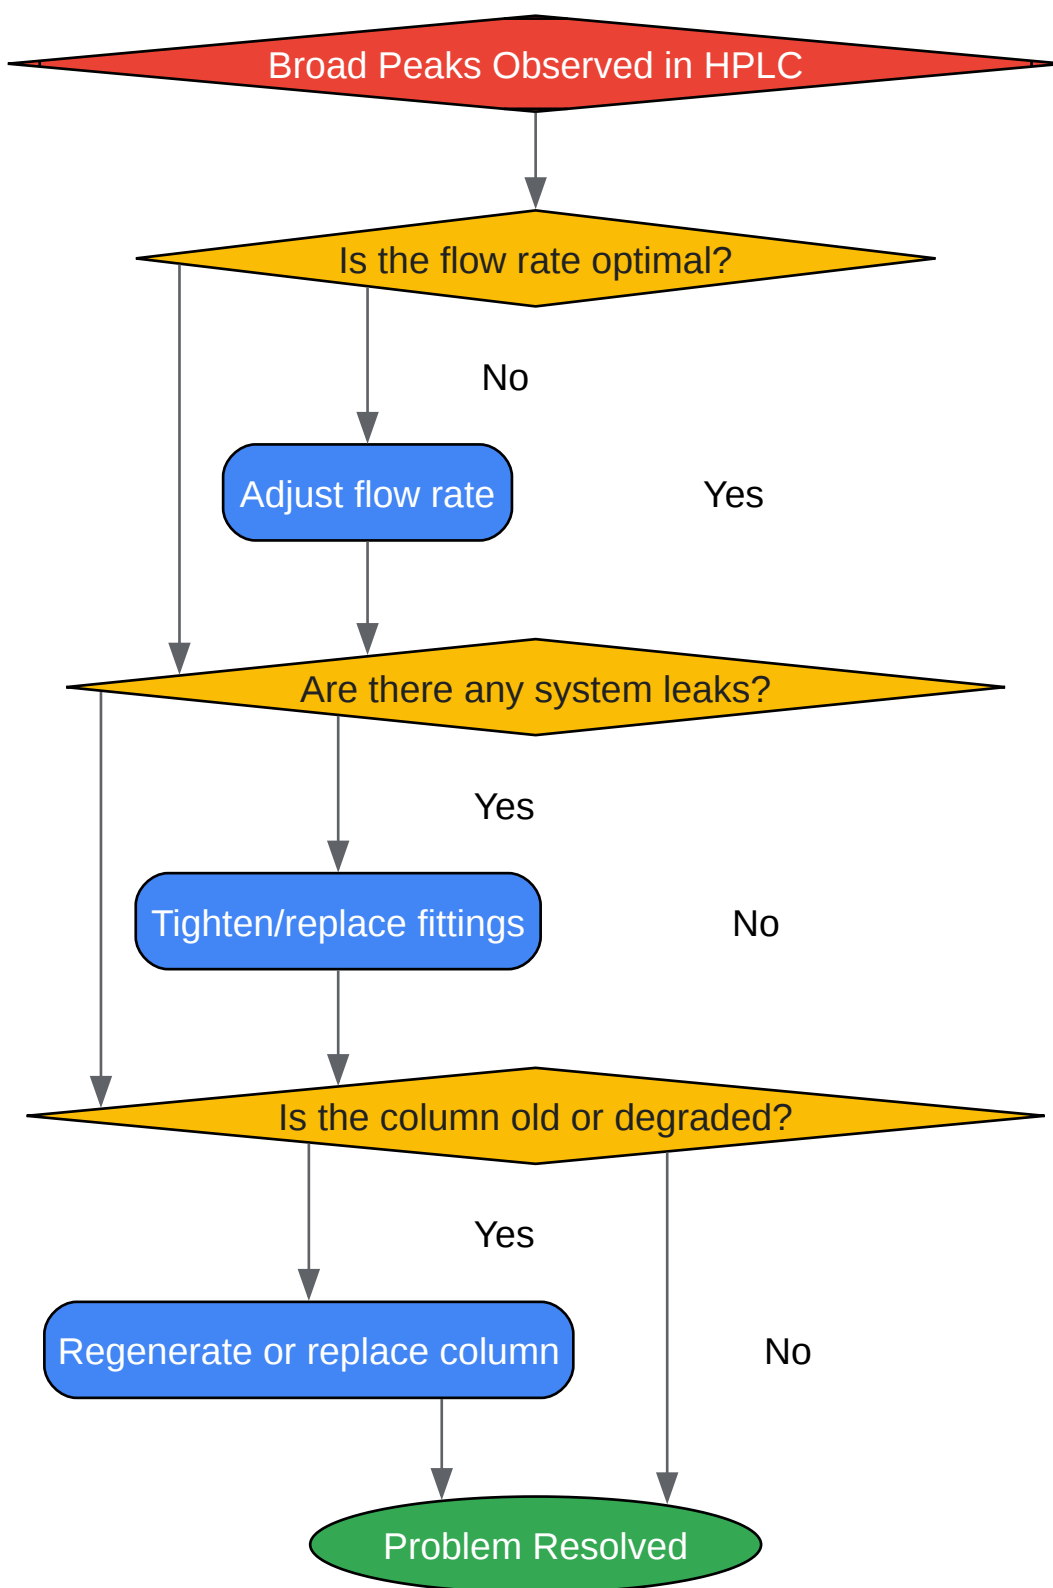 Broad Peaks Observed in HPLC
Is the flow rate optimal?
No
Adjust flow rate
Yes
Are there any system leaks?
Yes
Tighten/replace fittings
No
Is the column old or degraded?
Yes
Regenerate or replace column
No
Problem Resolved